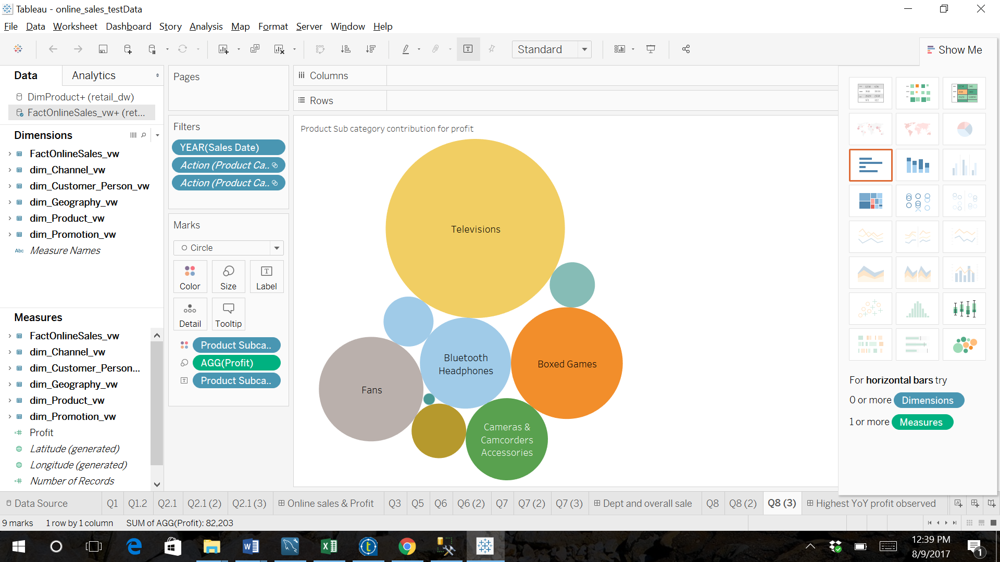 Tableau - online_sales_testData
File Data Worksheet Dashboard Story Analysis Map Format Server Window Help
Standard
Show Me
Data Analytics
DimProduct+ (retail_dw)
FactOnlineSales_vw+ (ret...
Dimensions
FactOnlineSales_vw
dim_Channel_vw
dim_Customer_Person_vw
dim_Geography_vw
dim_Product_vw
dim_Promotion_vw
Abc Measure Names
Measures
FactOnlineSales_vw
dim_Channel_vw
dim_Customer_Person...
dim_Geography_vw
dim_Product_vw
dim_Promotion_vw
Profit
Latitude (generated)
Longitude (generated)
Number of Records
Pages
Filters
YEAR(Sales Date)
Action (Product Ca..
Action (Product Ca..
Marks
Circle
Color Size Label
Detail Tooltip
Product Subca..
AGG(Profit)
Product Subca..
Columns
Rows
Product Sub category contribution for profit
Televisions
Bluetooth
Headphones
Boxed Games
Fans
Cameras &
Camcorders
Accessories
For horizontal bars try
0 or more Dimensions
1 or more Measures
Data Source Q1 Q1.2 Q2.1 Q2.1 (2) Q2.1 (3) Online sales & Profit Q3 Q5 Q6 Q6 (2) Q7 Q7 (2) Q7 (3) Dept and overall sale Q8 Q8 (2) Q8 (3) Highest YoY profit observed
9 marks 1 row by 1 column SUM of AGG(Profit): 82,203
12:39 PM
8/9/2017
1